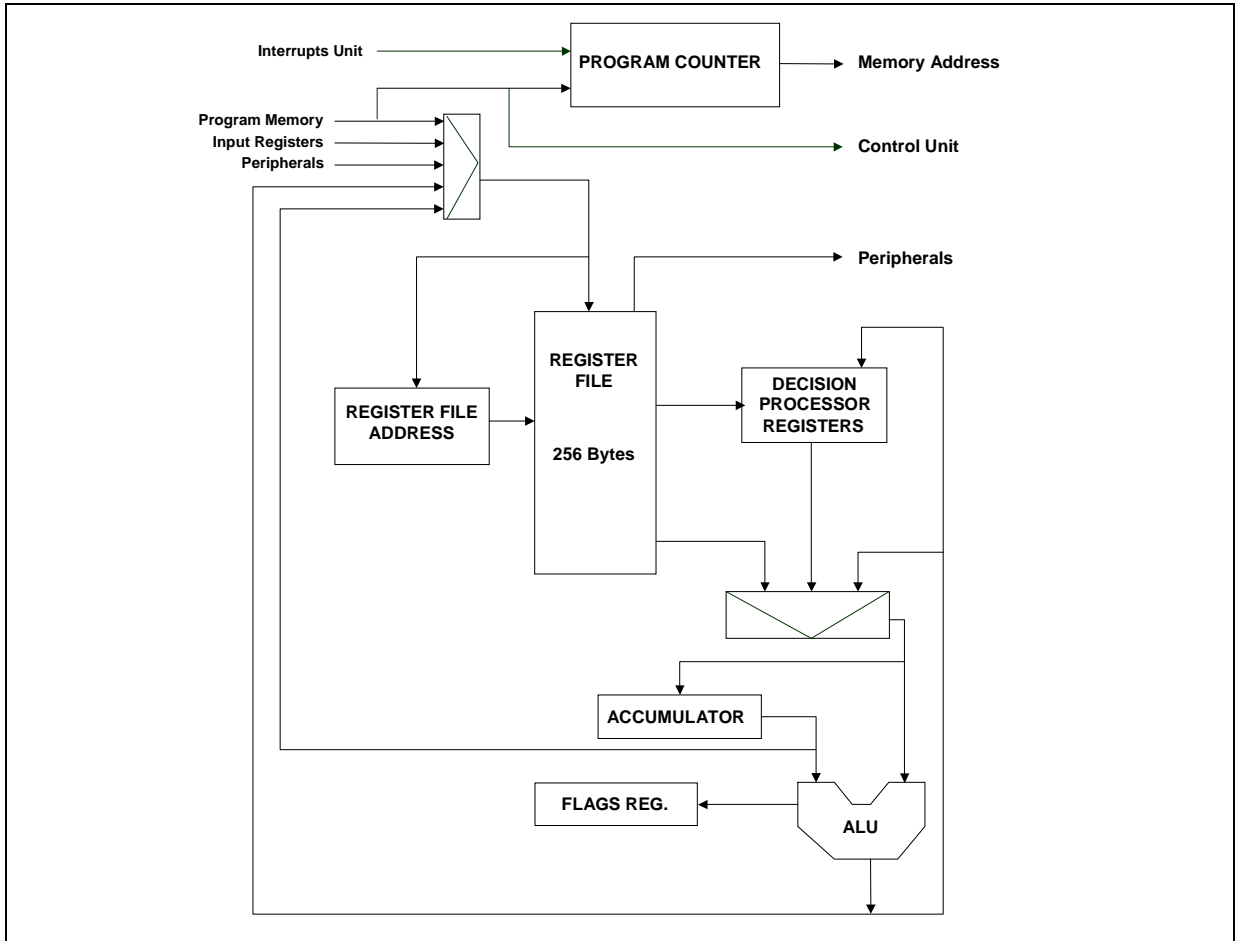 Interrupts Unit
PROGRAM COUNTER
Memory Address
Program Memory
Input Registers
Peripherals
Control Unit
Peripherals
REGISTER
FILE
256 Bytes
DECISION
PROCESSOR
REGISTERS
REGISTER FILE
ADDRESS
ACCUMULATOR
FLAGS REG.
ALU